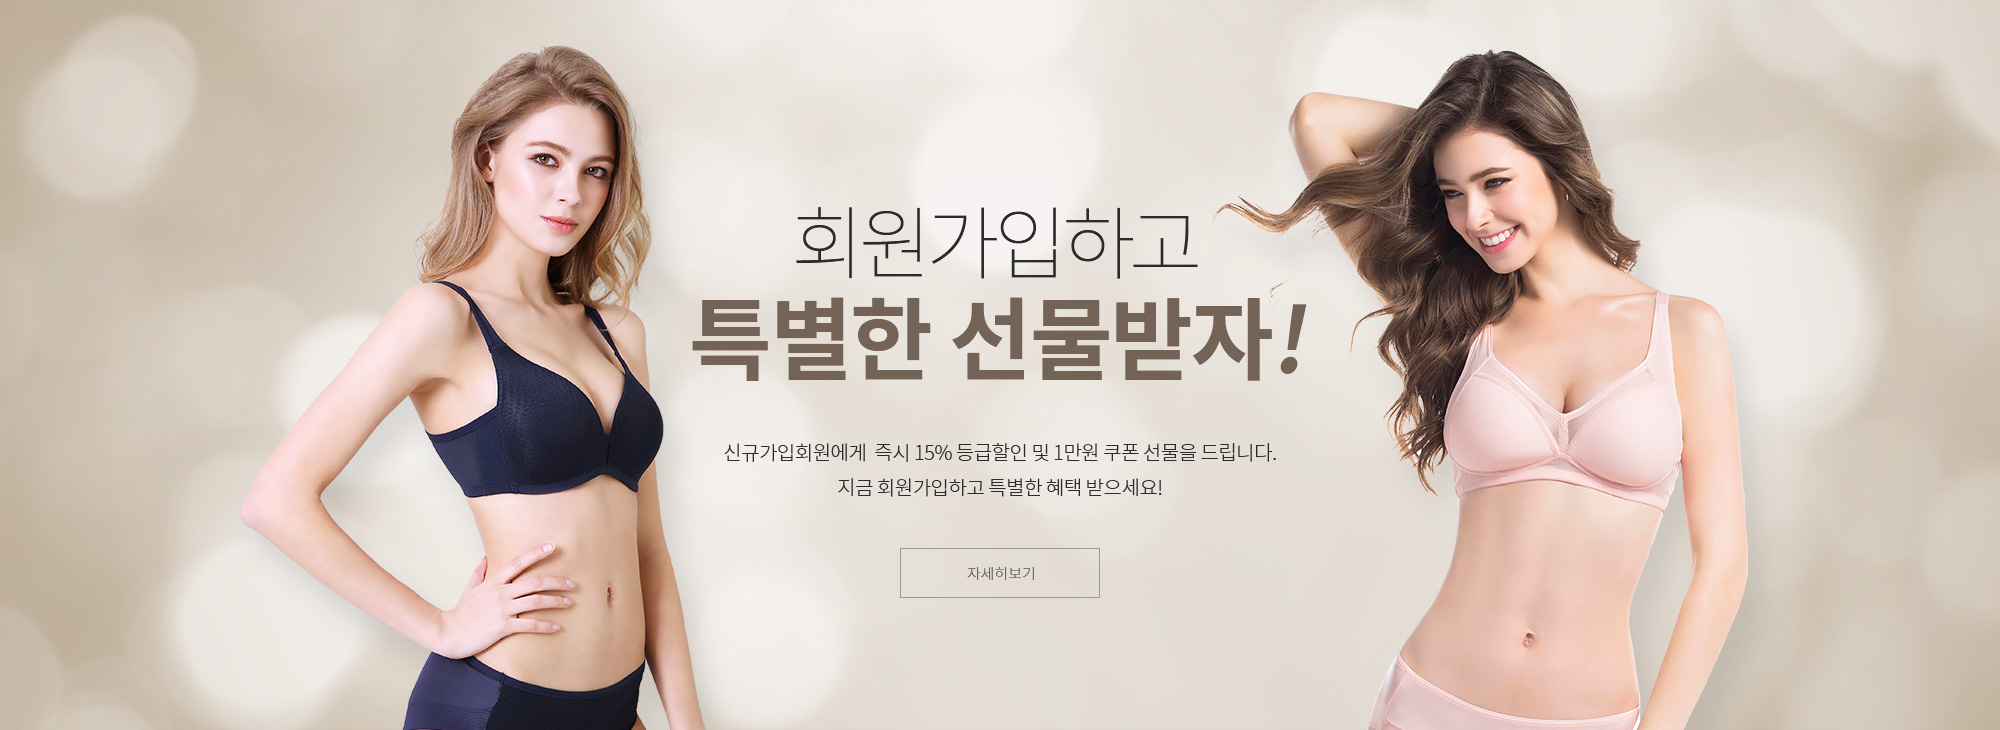 회원가입하고
특별한 선물받자!
신규가입회원에게 즉시 15% 등급할인 및 1만원 쿠폰 선물을 드립니다.
지금 회원가입하고 특별한 혜택 받으세요!
자세히보기